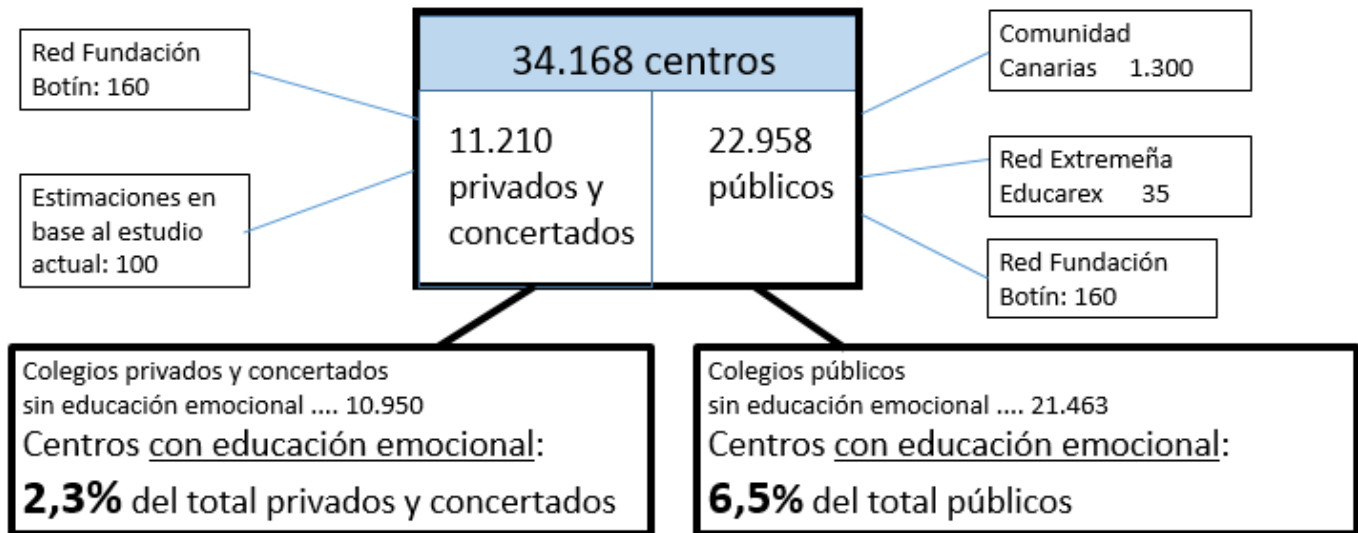 34.168 centros
Red Fundación
Botín: 160
Estimaciones en
base al estudio
actual: 100
11.210
privados y
concertados
22.958
públicos
Comunidad
Canarias 1.300
Red Extremeña
Educarex 35
Red Fundación
Botín: 160
Colegios privados y concertados
sin educación emocional .... 10.950
Centros con educación emocional:
2,3% del total privados y concertados
Colegios públicos
sin educación emocional .... 21.463
Centros con educación emocional:
6,5% del total públicos